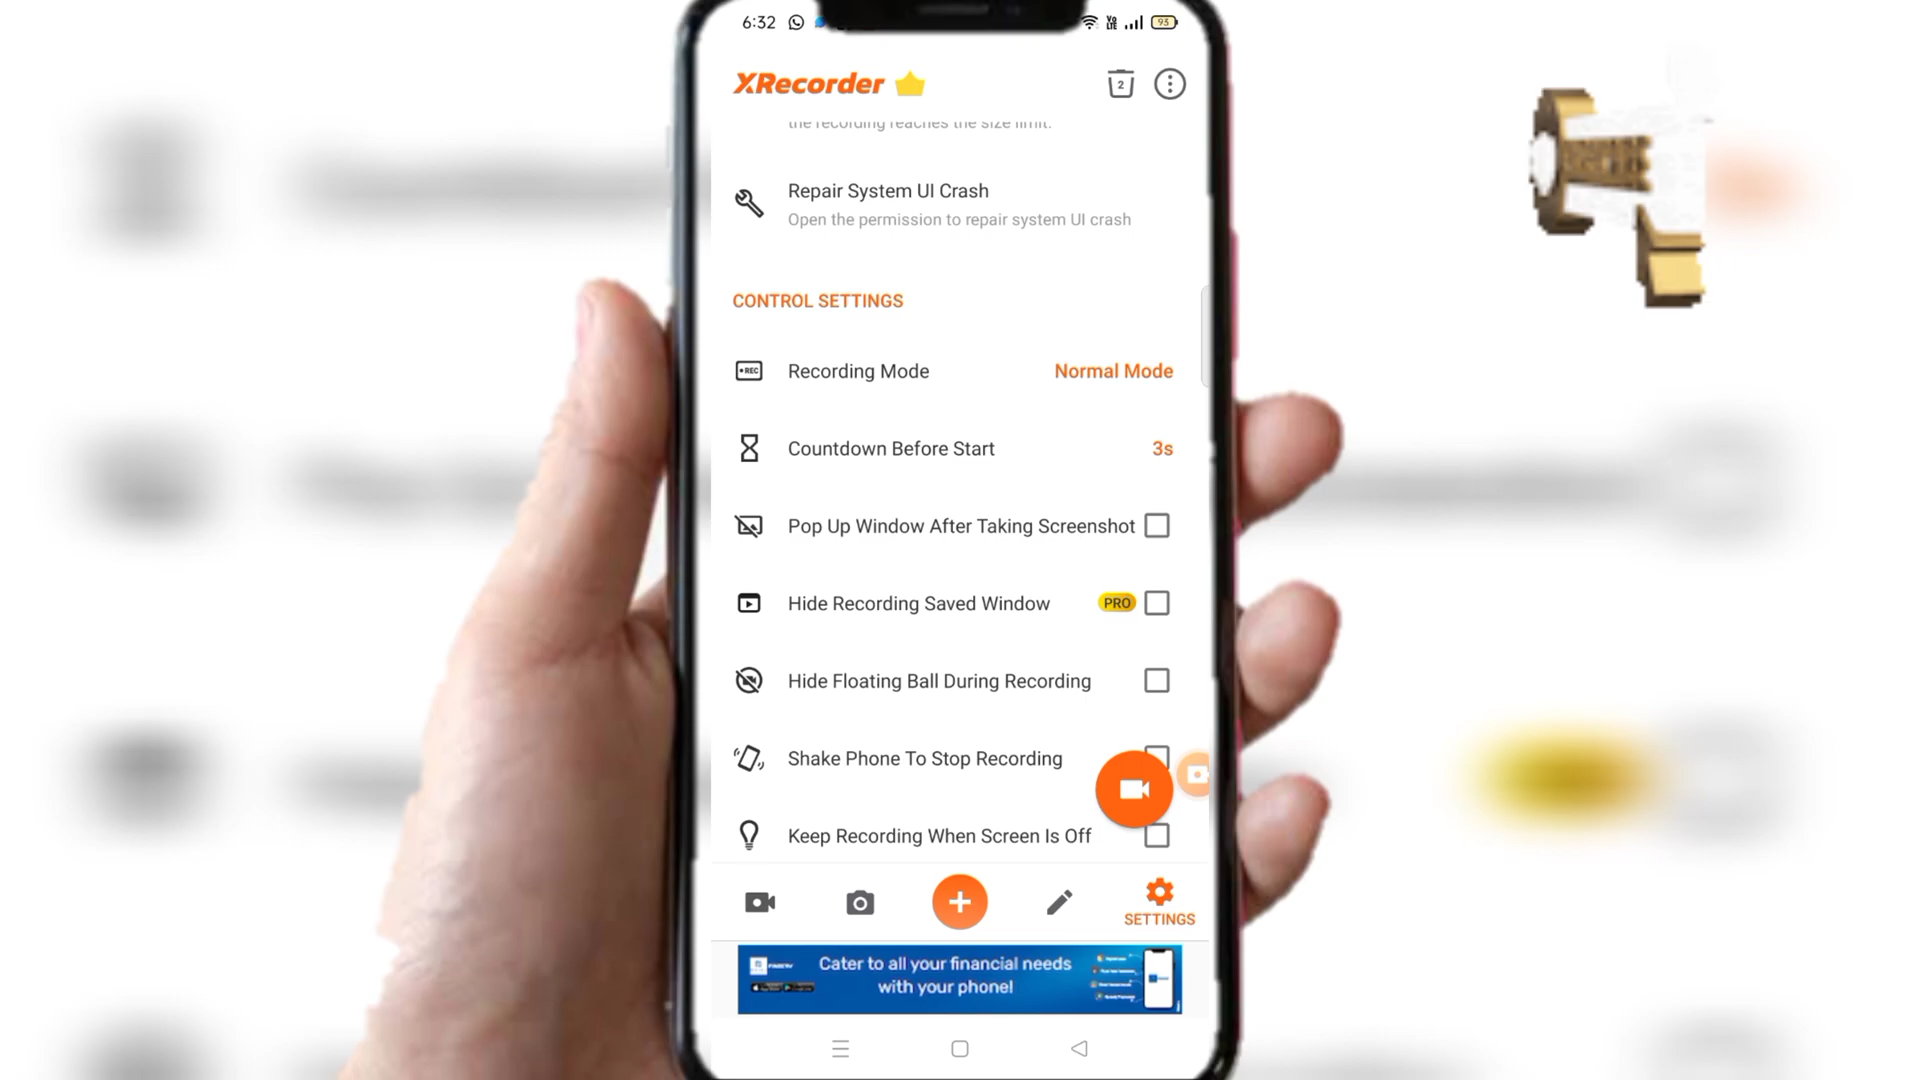 6:32
93
XRecorder
2
the recording reaches the size limit.
Repair System UI Crash
Open the permission to repair system UI crash
CONTROL SETTINGS
REC
Recording Mode
Normal Mode
Countdown Before Start
3s
Pop Up Window After Taking Screenshot
Hide Recording Saved Window
PRO
Hide Floating Ball During Recording
Shake Phone To Stop Recording
Keep Recording When Screen Is Off
SETTINGS
Cater to all your financial needs
with your phone!